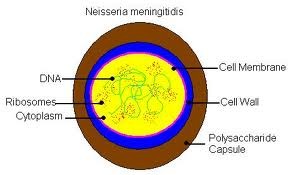 Neisseria meningitidis
DNA
Ribosomes
Cytoplasm
Cell Membrane
Cell Wall
Polysaccharide
Capsule